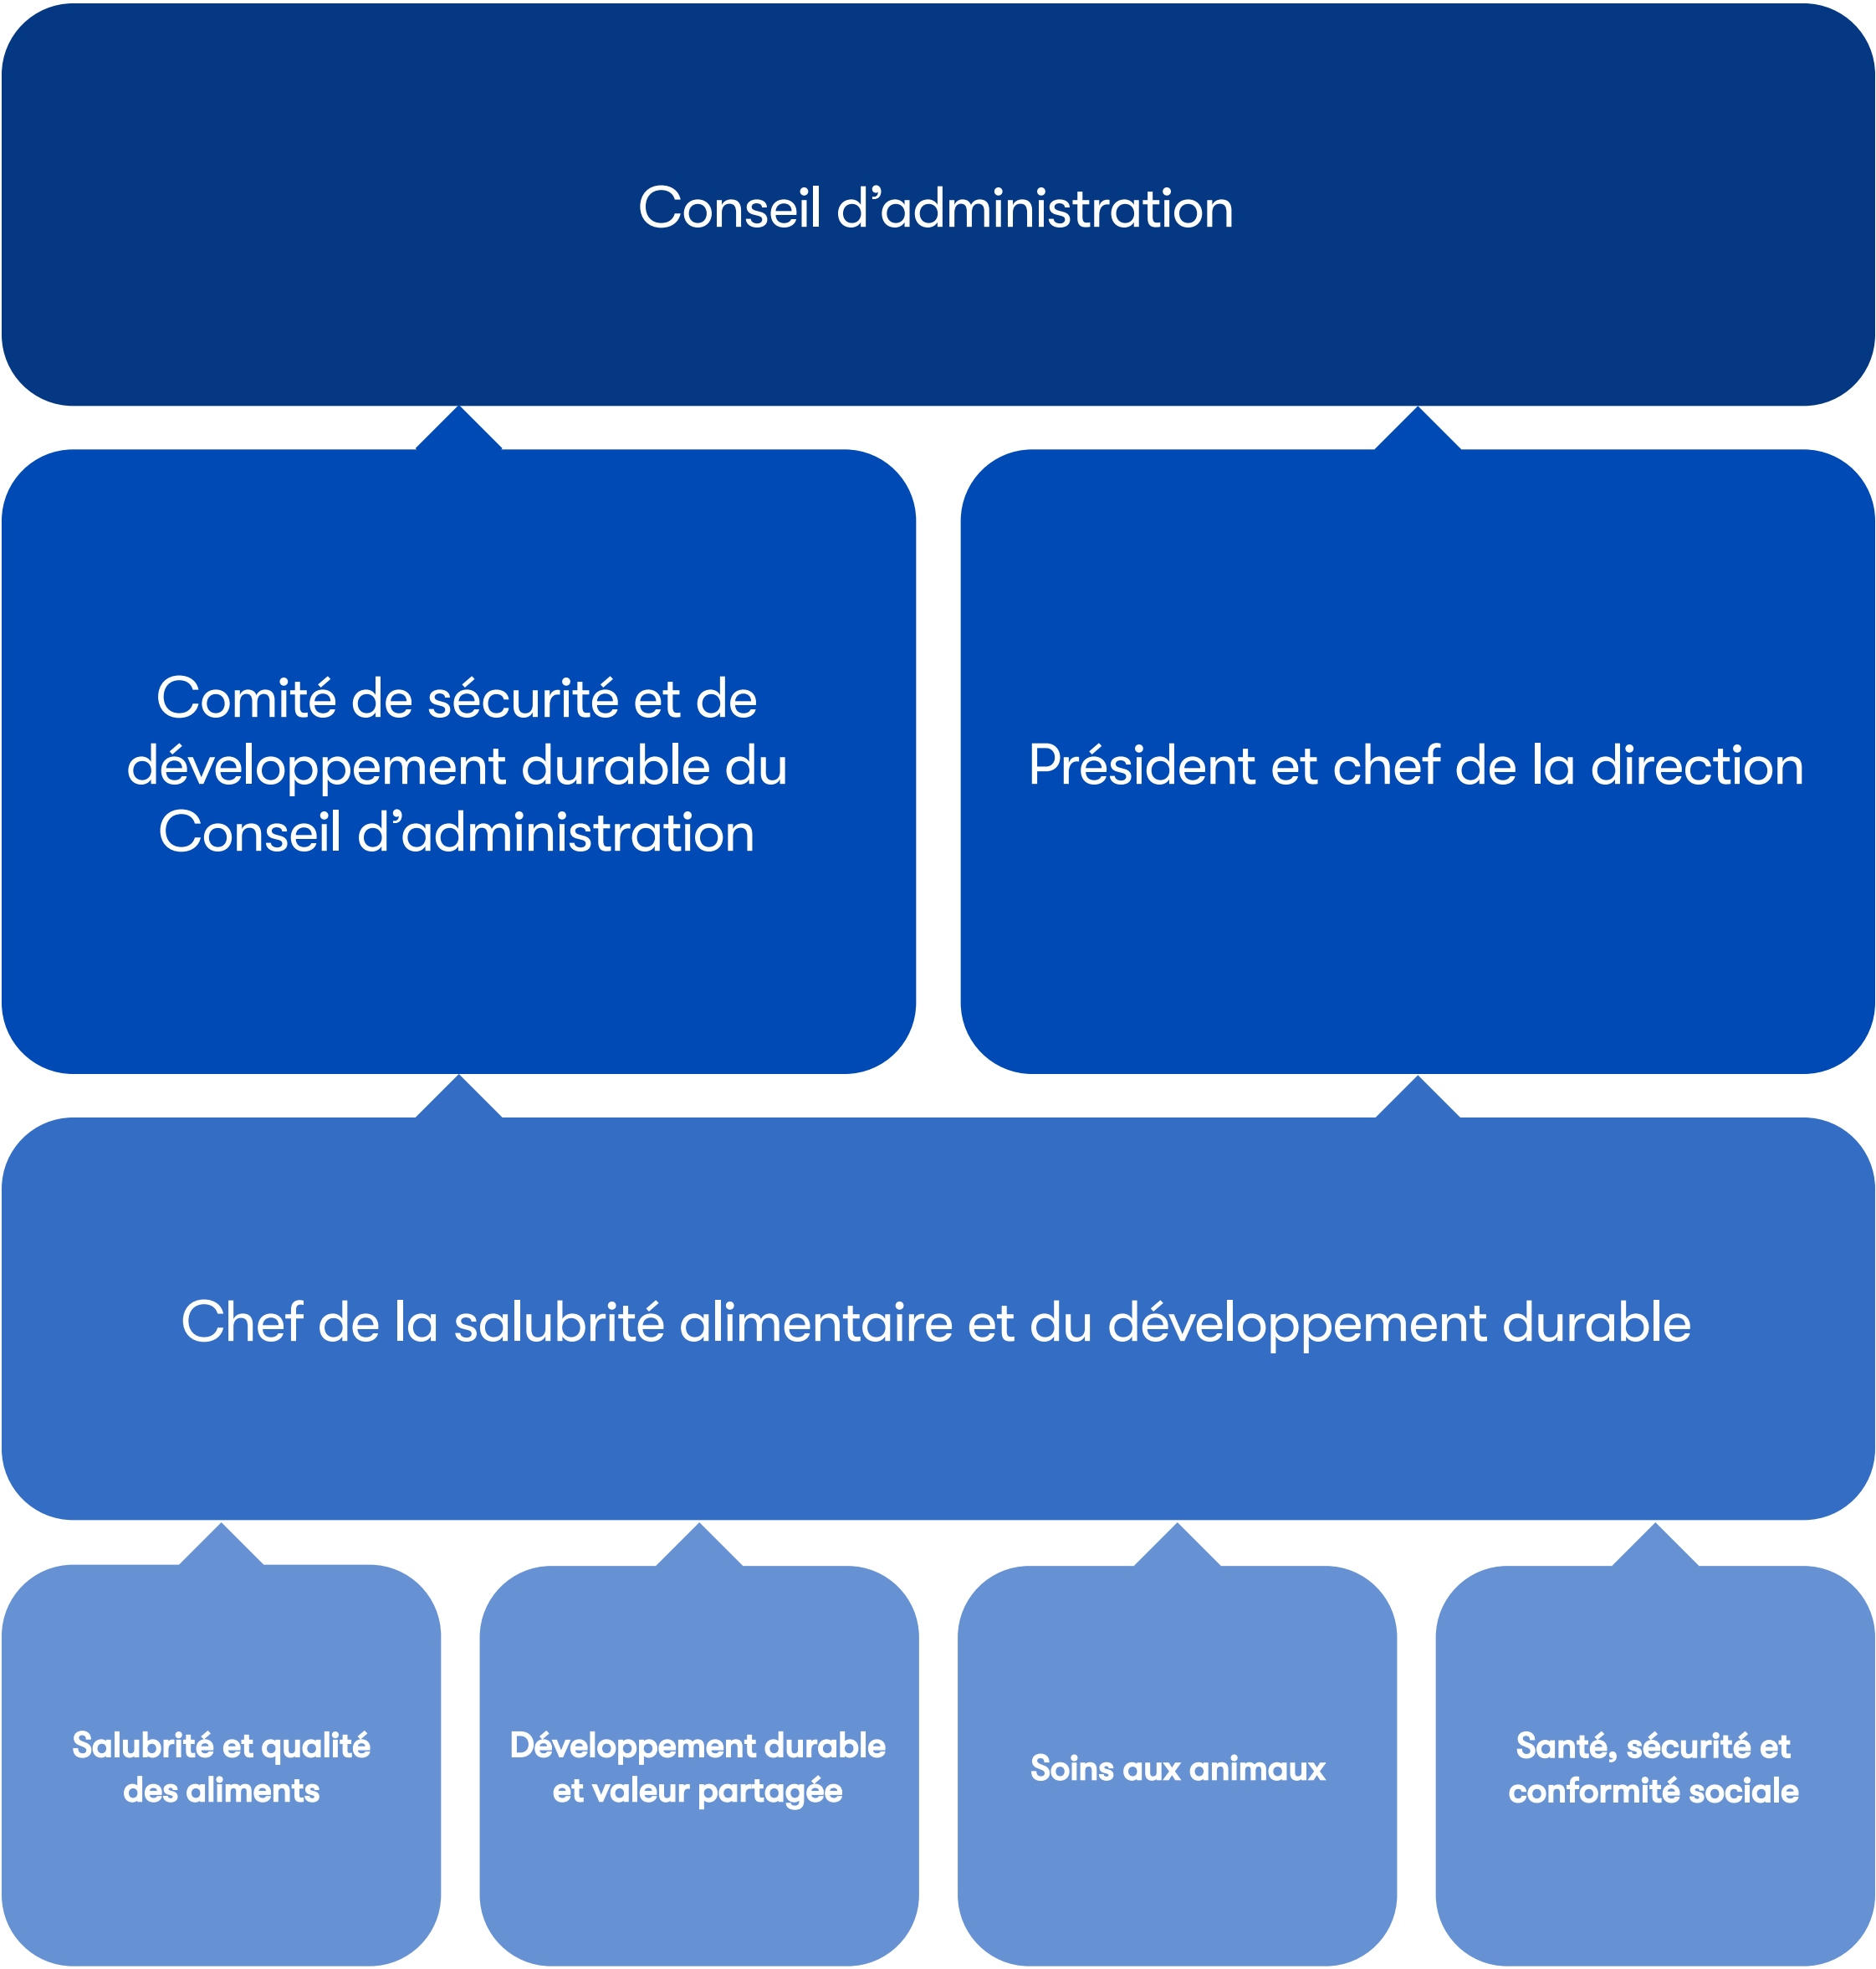 Conseil d’administration
Comité de sécurité et de
développement durable du
Conseil d’administration
Président et chef de la direction
Chef de la salubrité alimentaire et du développement durable
Salubrité et qualité
des aliments
Développement durable
et valeur partagée
Soins aux animaux
Santé, sécurité et
conformité sociale